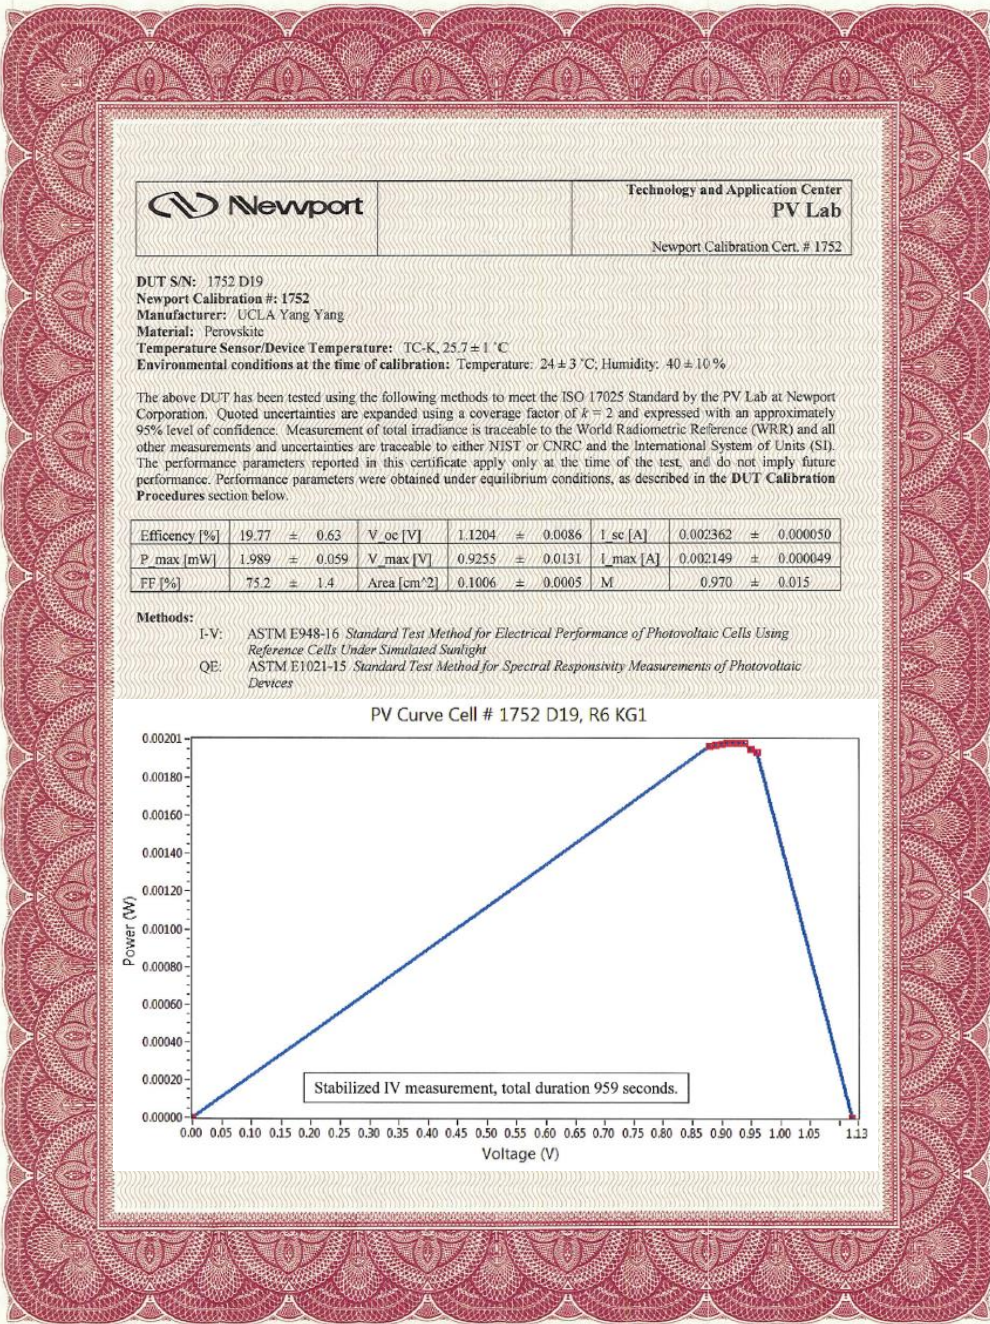 Newport
Technology and Application Center
PV Lab
Newport Calibration Cert. # 1752
DUT S/N: 1752 D19
Newport Calibration #: 1752
Manufacturer: UCLA Yang Yang
Material: Perovskite
Temperature Sensor/Device Temperature: TC-K, 25.7 ± 1 °C
Environmental conditions at the time of calibration: Temperature: 24 ± 3 °C; Humidity: 40 ± 10 %
The above DUT has been tested using the following methods to meet the ISO 17025 Standard by the PV Lab at Newport
Corporation. Quoted uncertainties are expanded using a coverage factor of k = 2 and expressed with an approximately
95% level of confidence. Measurement of total irradiance is traceable to the World Radiometric Reference (WRR) and all
other measurements and uncertainties are traceable to either NIST or CNRC and the International System of Units (SI).
The performance parameters reported in this certificate apply only at the time of the test, and do not imply future
performance. Performance parameters were obtained under equilibrium conditions, as described in the DUT Calibration
Procedures section below.
Efficency [%] 19.77 ± 0.63 V_oc [V] 1.1204 ± 0.0086 I_sc [A] 0.002362 ± 0.000050
P_max [mW] 1.989 ± 0.059 V_max [V] 0.9255 ± 0.0131 I_max [A] 0.002149 ± 0.000049
FF [%] 75.2 ± 1.4 Area [cm^2] 0.1006 ± 0.0005 M 0.970 ± 0.015
Methods:
I-V: ASTM E948-16 Standard Test Method for Electrical Performance of Photovoltaic Cells Using
Reference Cells Under Simulated Sunlight
QE: ASTM E1021-15 Standard Test Method for Spectral Responsivity Measurements of Photovoltaic
Devices
PV Curve Cell # 1752 D19, R6 KG1
0.00201
0.00180
0.00160
0.00140
0.00120
0.00100
0.00080
0.00060
0.00040
0.00020
0.00000
Power (W)
Stabilized IV measurement, total duration 959 seconds.
0.00 0.05 0.10 0.15 0.20 0.25 0.30 0.35 0.40 0.45 0.50 0.55 0.60 0.65 0.70 0.75 0.80 0.85 0.90 0.95 1.00 1.05 1.13
Voltage (V)